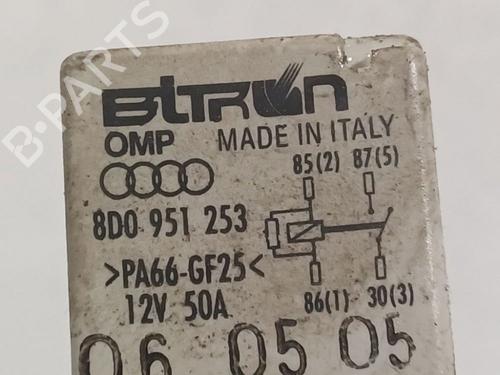 B-PARTS
BITRON
OMP MADE IN ITALY
85(2) 87(5)
8D0 951 253
>PA66-GF25<
12V 50A 86(1) 30(3)
06 05 05